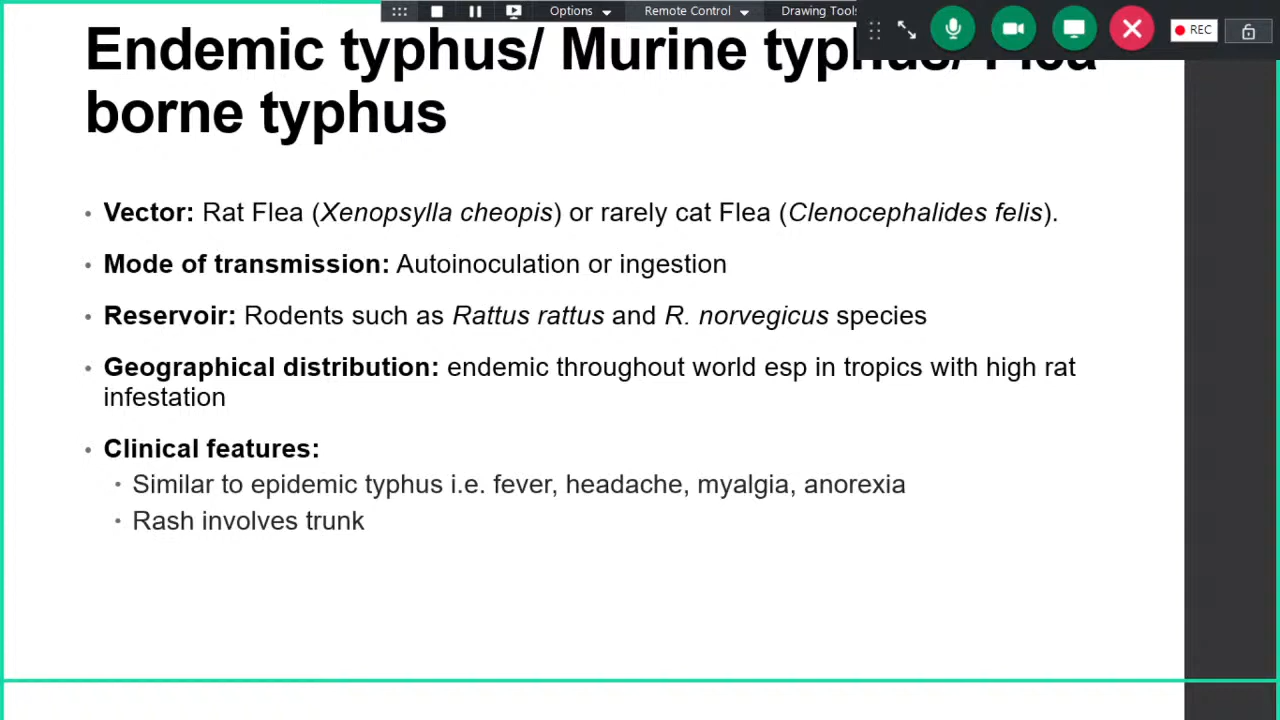 Options
Remote Control
Drawing Tools
REC
Endemic typhus/ Murine typhus/ Flea
borne typhus
• Vector: Rat Flea (Xenopsylla cheopis) or rarely cat Flea (Clenocephalides felis).
• Mode of transmission: Autoinoculation or ingestion
• Reservoir: Rodents such as Rattus rattus and R. norvegicus species
• Geographical distribution: endemic throughout world esp in tropics with high rat
infestation
• Clinical features:
• Similar to epidemic typhus i.e. fever, headache, myalgia, anorexia
• Rash involves trunk